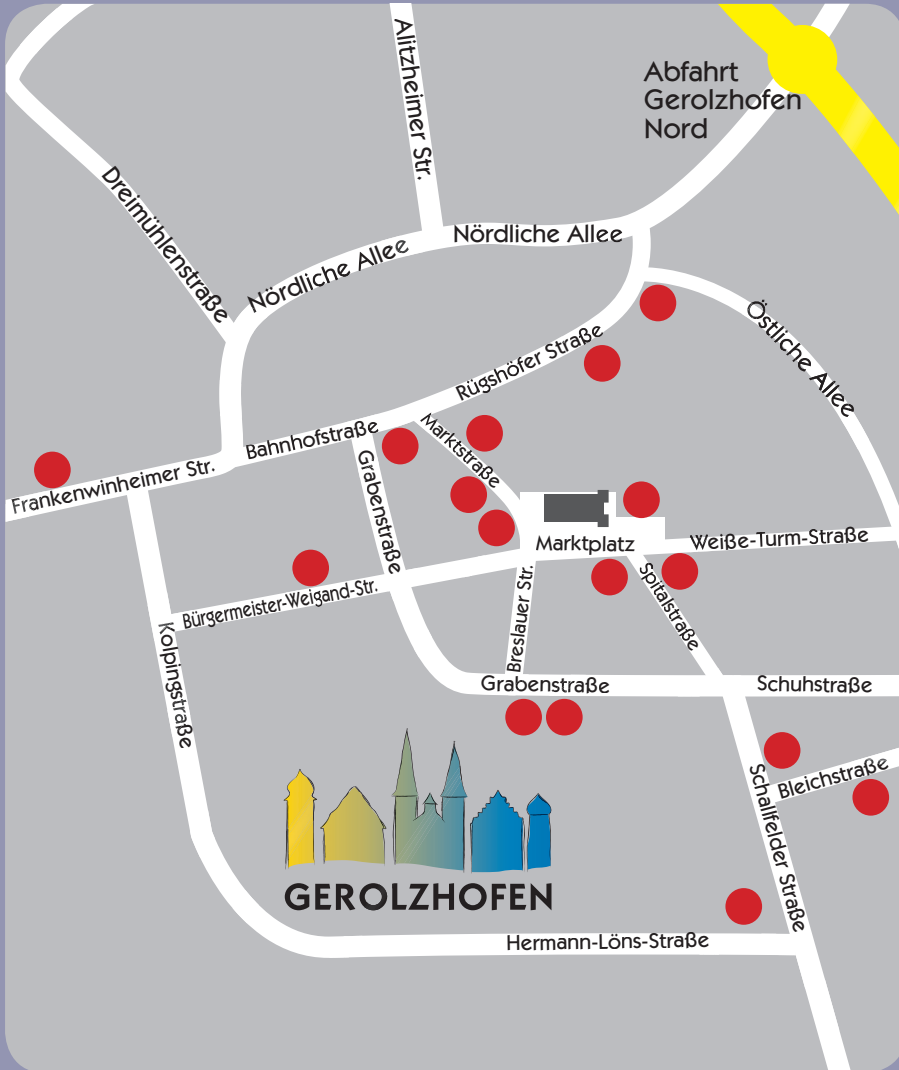 Alitzheimer Str.
Abfahrt
Gerolzhofen
Nord
Dreimühlenstraße
Nördliche Allee
Nördliche Allee
Östliche Allee
Rügshöfer Straße
Bahnhofstraße
Marktstraße
Frankenwinheimer Str.
Grabenstraße
Marktplatz
Weiße-Turm-Straße
Bürgermeister-Weigand-Str.
Breslauer Str.
Spitalstraße
Kolpingstraße
Grabenstraße
Schuhstraße
Bleichstraße
Schallfelder Straße
GEROLZHOFEN
Hermann-Löns-Straße